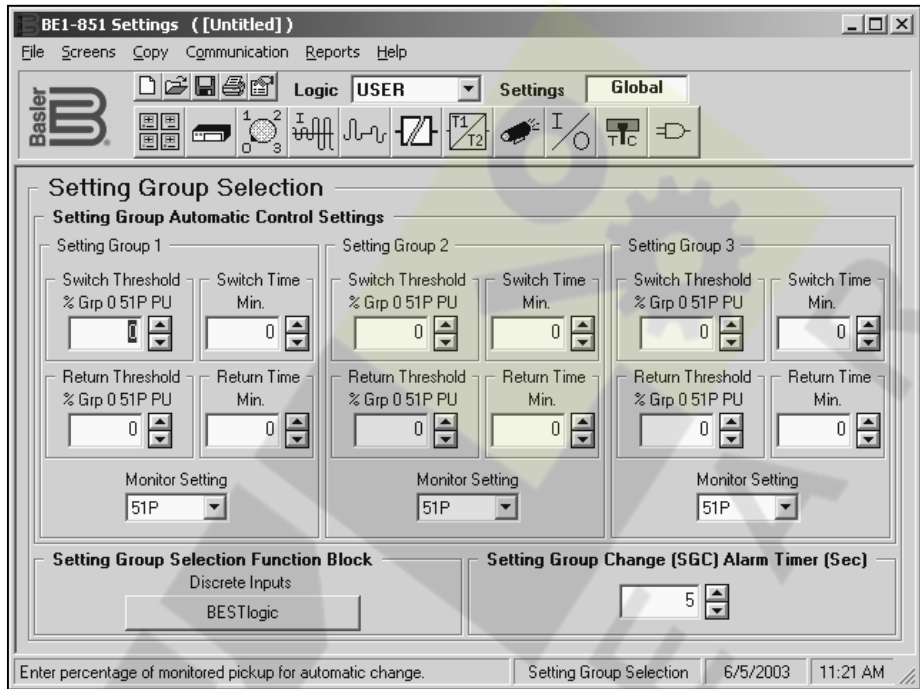 BE1-851 Settings ( [Untitled] )
File Screens Copy Communication Reports Help
Basler
Logic USER Settings Global
1 2 0 3 I T1 T2 I/O TTC
Setting Group Selection
Setting Group Automatic Control Settings
Setting Group 1 Setting Group 2 Setting Group 3
Switch Threshold Switch Time Switch Threshold Switch Time Switch Threshold Switch Time
% Grp 0 51P PU Min. % Grp 0 51P PU Min. % Grp 0 51P PU Min.
0 0 0 0 0 0
Return Threshold Return Time Return Threshold Return Time Return Threshold Return Time
% Grp 0 51P PU Min. % Grp 0 51P PU Min. % Grp 0 51P PU Min.
0 0 0 0 0 0
Monitor Setting Monitor Setting Monitor Setting
51P 51P 51P
Setting Group Selection Function Block Setting Group Change (SGC) Alarm Timer (Sec)
Discrete Inputs
BESTlogic 5
Enter percentage of monitored pickup for automatic change. Setting Group Selection 6/5/2003 11:21 AM